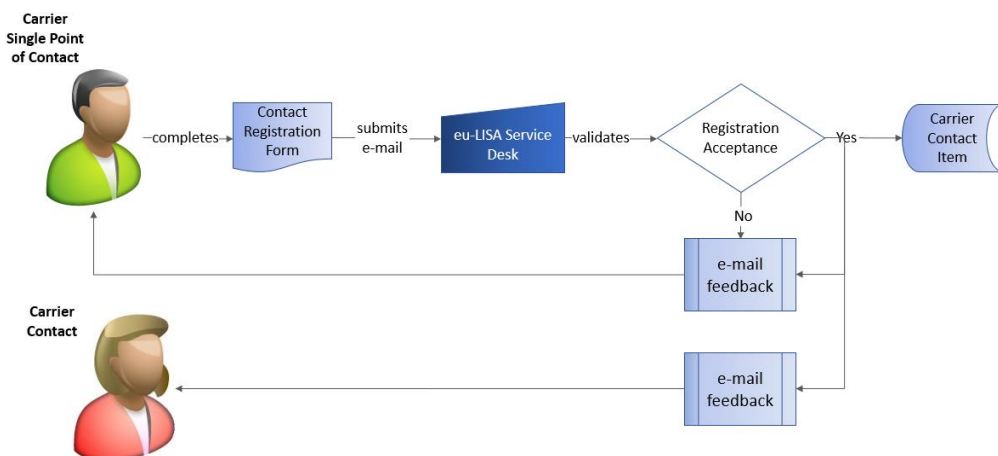 Carrier
Single Point
of Contact
completes
Contact
Registration
Form
submits
e-mail
eu-LISA Service
Desk
validates
Registration
Acceptance
Yes
Carrier
Contact
Item
No
e-mail
feedback
Carrier
Contact
e-mail
feedback